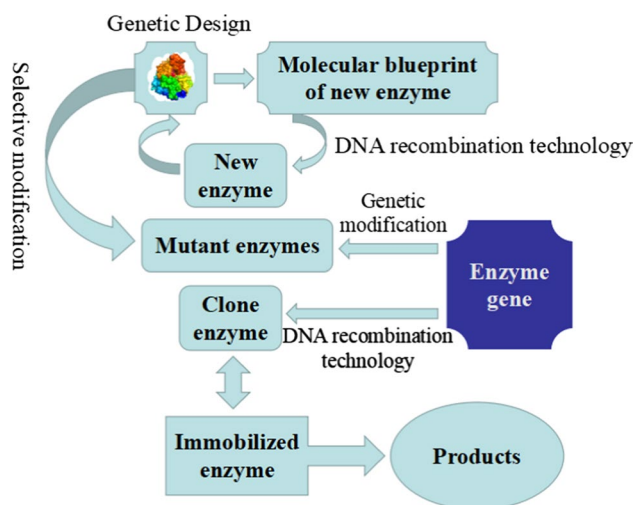 Genetic Design
Selective modification
Molecular blueprint
of new enzyme
DNA recombination technology
New
enzyme
Genetic
modification
Mutant enzymes
Enzyme
gene
Clone
enzyme
DNA recombination
technology
Immobilized
enzyme
Products